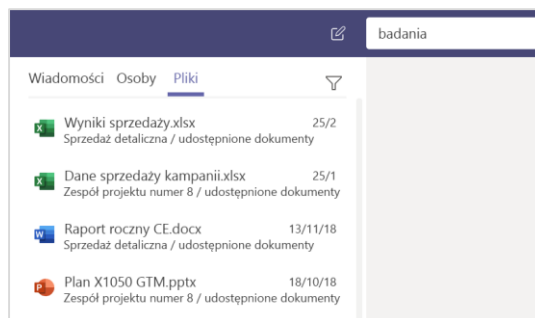 badania
Wiadomości Osoby Pliki
Wyniki sprzedaży.xlsx 25/2
Sprzedaż detaliczna / udostępnione dokumenty
Dane sprzedaży kampanii.xlsx 25/1
Zespół projektu numer 8 / udostępnione dokumenty
Raport roczny CE.docx 13/11/18
Sprzedaż detaliczna / udostępnione dokumenty
Plan X1050 GTM.pptx 18/10/18
Zespół projektu numer 8 / udostępnione dokumenty